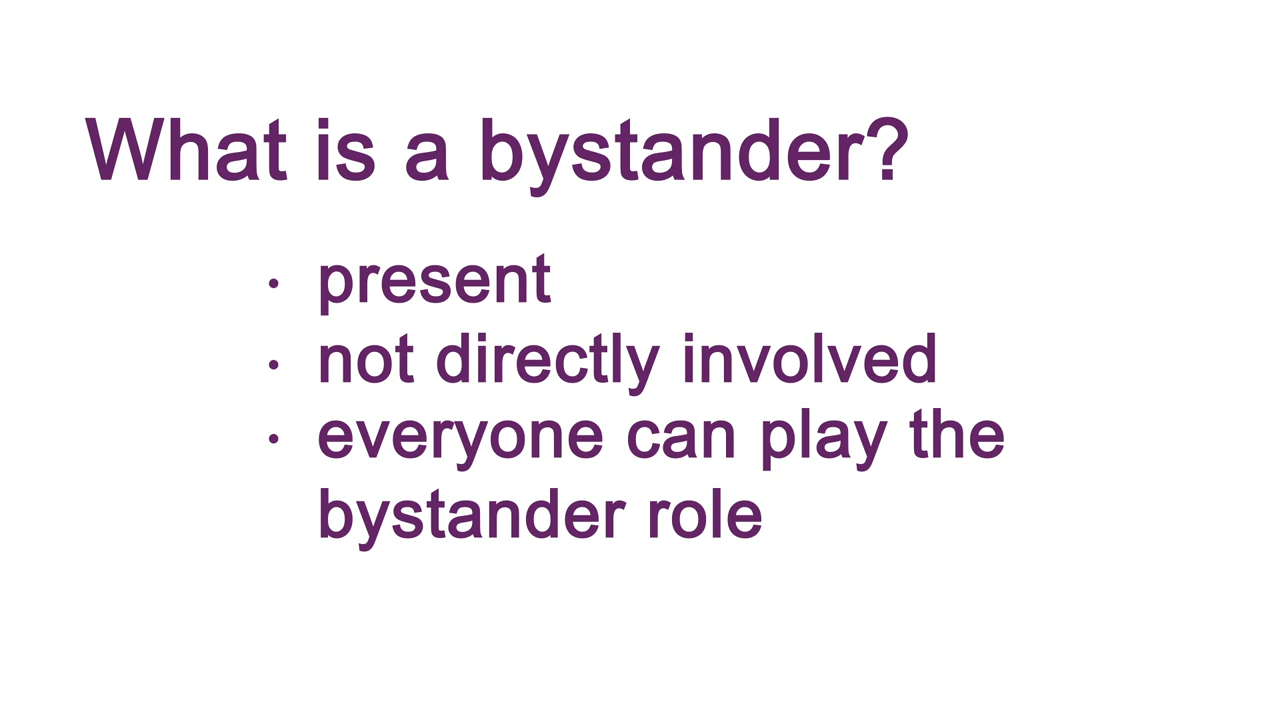 What is a bystander?
· present
· not directly involved
· everyone can play the
bystander role